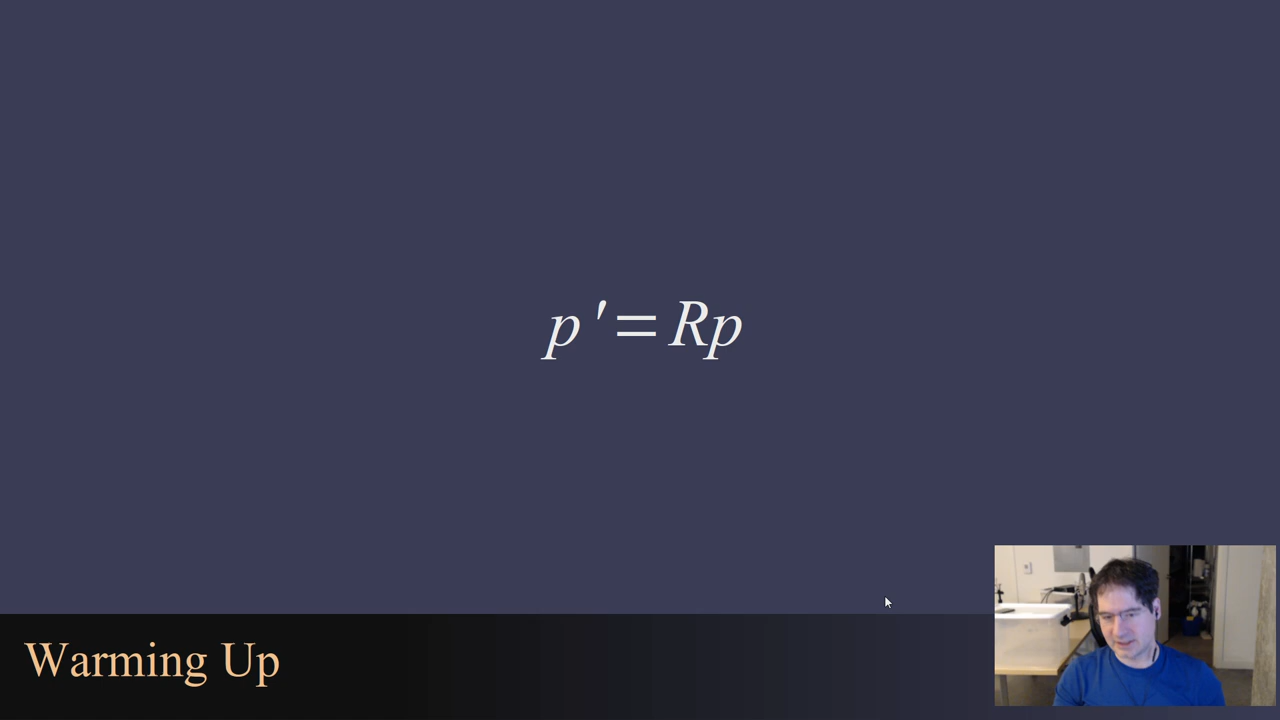 p′ = Rp
Warming Up